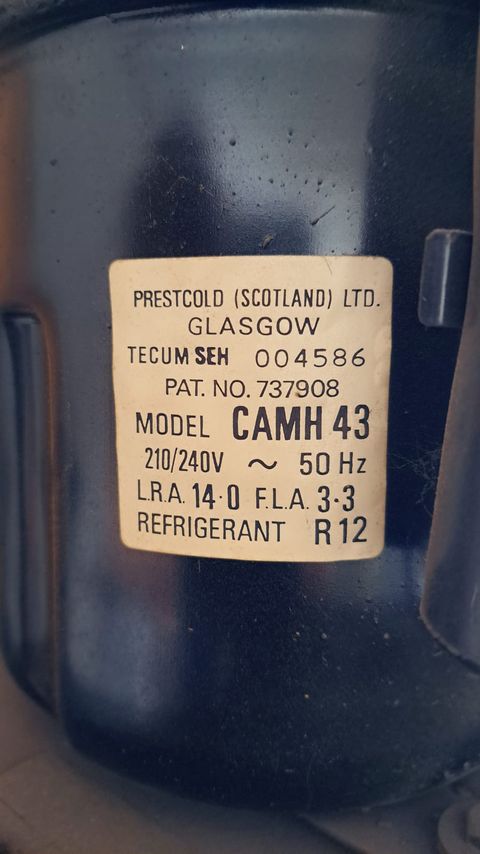 PRESTCOLD (SCOTLAND) LTD.
GLASGOW
TECUMSEH 004586
PAT. NO. 737908
MODEL CAMH 43
210/240V ~ 50 Hz
L.R.A. 14·0 F.L.A. 3·3
REFRIGERANT R12